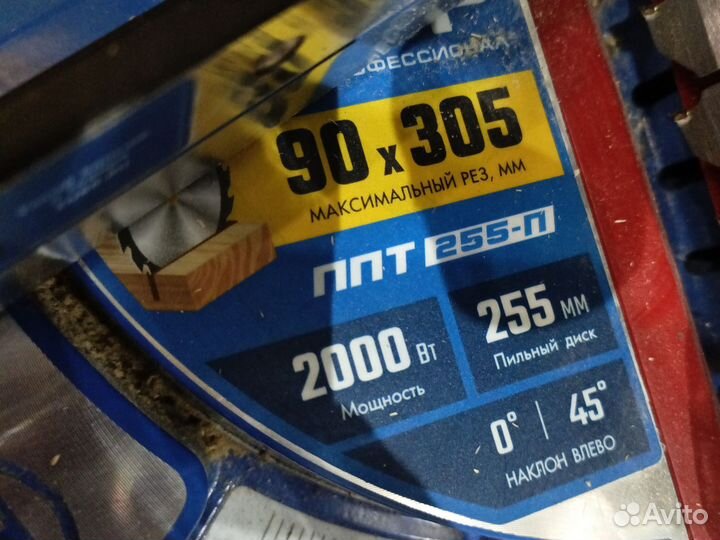 90 x 305
МАКСИМАЛЬНЫЙ РЕЗ, ММ
ППТ 255-П
2000 Вт
Мощность
255 ММ
Пильный диск
0° | 45°
НАКЛОН ВЛЕВО
Avito